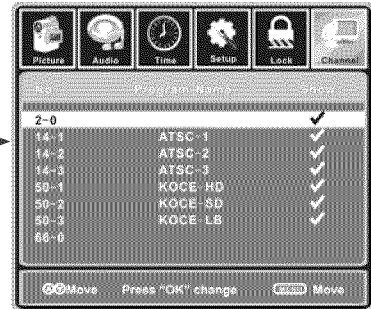 Picture Audio Time Setup Lock Channel
No. Program Name Show
2-0
14-1 ATSC-1
14-2 ATSC-2
14-3 ATSC-3
50-1 KOCE-HD
50-2 KOCE-SD
50-3 KOCE-LB
66-0
Move Press "OK" change MENU Move